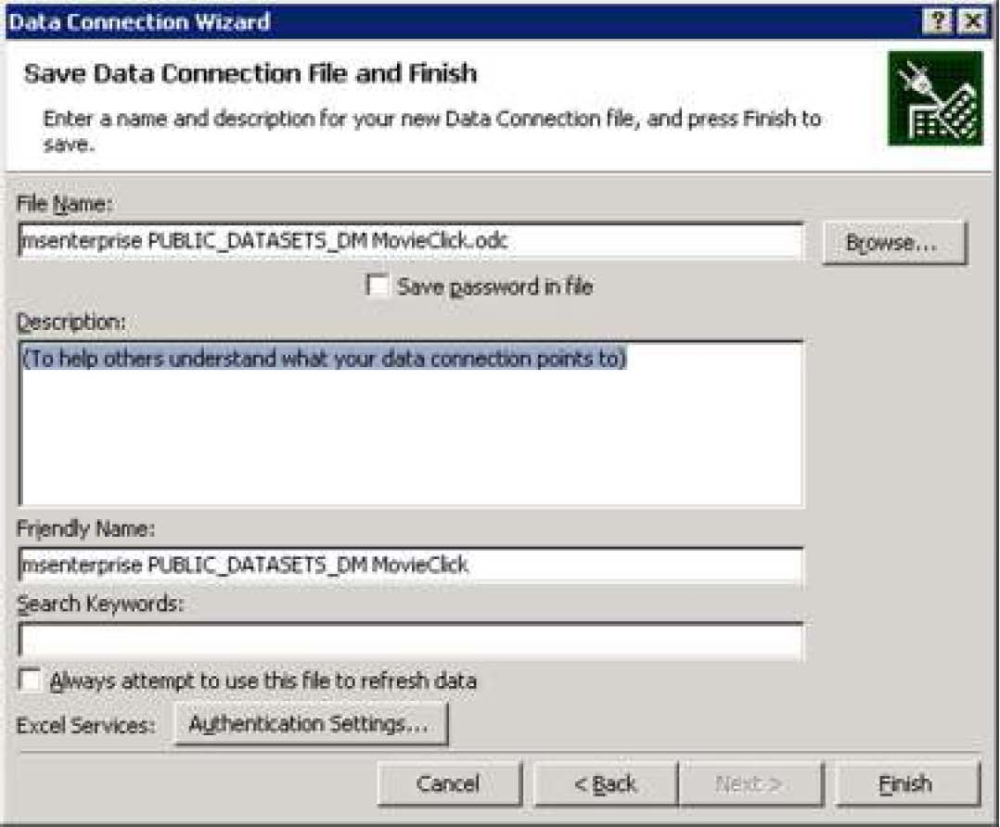 Data Connection Wizard
Save Data Connection File and Finish
Enter a name and description for your new Data Connection file, and press Finish to
save.
File Name:
msenterprise PUBLIC_DATASETS_DM MovieClick.odc
Browse...
Save password in file
Description:
(To help others understand what your data connection points to)
Friendly Name:
msenterprise PUBLIC_DATASETS_DM MovieClick
Search Keywords:
Always attempt to use this file to refresh data
Excel Services: Authentication Settings...
Cancel < Back Next > Finish